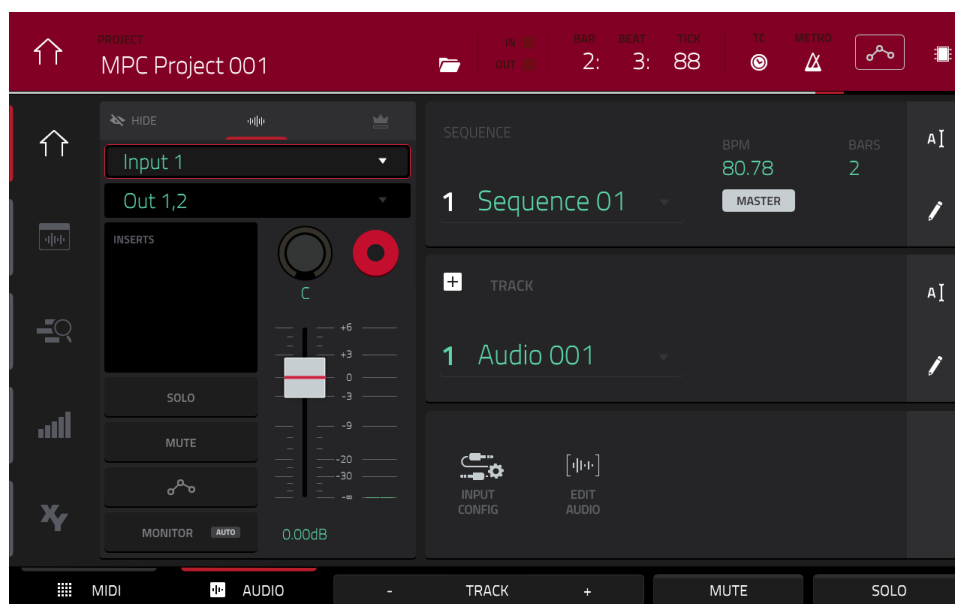 PROJECT
MPC Project 001
IN
OUT
BAR BEAT TICK
2: 3: 88
TC
METRO
HIDE
Input 1
Out 1,2
INSERTS
C
+6
+3
0
-3
-9
-20
-30
-∞
0.00dB
SOLO
MUTE
MONITOR AUTO
SEQUENCE
1 Sequence 01
BPM
80.78
MASTER
BARS
2
A
TRACK
1 Audio 001
A
INPUT
CONFIG
EDIT
AUDIO
XY
MIDI
AUDIO
- TRACK +
MUTE
SOLO